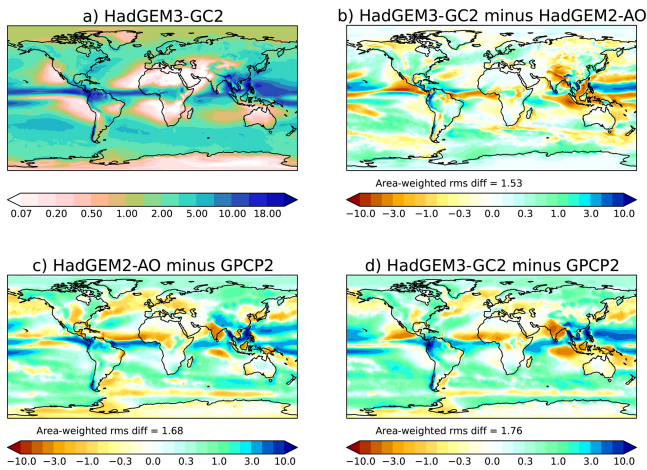 a) HadGEM3-GC2
b) HadGEM3-GC2 minus HadGEM2-AO
Area-weighted rms diff = 1.53
0.07 0.20 0.50 1.00 2.00 5.00 10.00 18.00
−10.0 −3.0 −1.0 −0.3 0.0 0.3 1.0 3.0 10.0
c) HadGEM2-AO minus GPCP2
d) HadGEM3-GC2 minus GPCP2
Area-weighted rms diff = 1.68
Area-weighted rms diff = 1.76
−10.0 −3.0 −1.0 −0.3 0.0 0.3 1.0 3.0 10.0
−10.0 −3.0 −1.0 −0.3 0.0 0.3 1.0 3.0 10.0